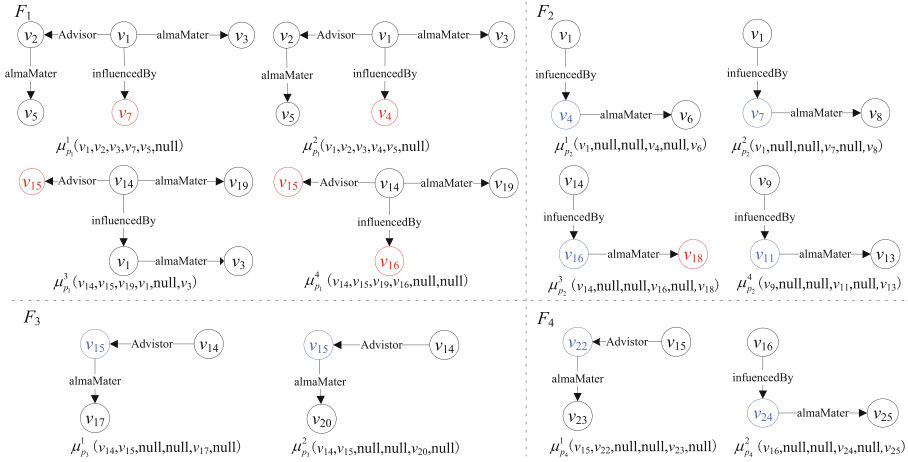 F₁
v₂ Advisor v₁ almaMater v₃
almaMater influencedBy
v₅ v₇
μ¹ₚ₁(v₁,v₂,v₃,v₇,v₅,null)
v₂ Advisor v₁ almaMater v₃
almaMater influencedBy
v₅ v₄
μ²ₚ₁(v₁,v₂,v₃,v₄,v₅,null)
v₁₅ Advisor v₁₄ almaMater v₁₉
influencedBy
v₁ almaMater v₃
μ³ₚ₁(v₁₄,v₁₅,v₁₉,v₁,null,v₃)
v₁₅ Advisor v₁₄ almaMater v₁₉
influencedBy
v₁₆
μ⁴ₚ₁(v₁₄,v₁₅,v₁₉,v₁₆,null,null)
F₂
v₁
influencedBy
v₄ almaMater v₆
μ¹ₚ₂(v₁,null,null,v₄,null,v₆)
v₁
influencedBy
v₇ almaMater v₈
μ²ₚ₂(v₁,null,null,v₇,null,v₈)
v₁₄
influencedBy
v₁₆ almaMater v₁₈
μ³ₚ₂(v₁₄,null,null,v₁₆,null,v₁₈)
v₉
influencedBy
v₁₁ almaMater v₁₃
μ⁴ₚ₂(v₉,null,null,v₁₁,null,v₁₃)
F₃
v₁₅ Advistor v₁₄
almaMater
v₁₇
μ¹ₚ₃(v₁₄,v₁₅,null,null,v₁₇,null)
v₁₅ Advistor v₁₄
almaMater
v₂₀
μ²ₚ₃(v₁₄,v₁₅,null,null,v₂₀,null)
F₄
v₂₂ Advistor v₁₅
almaMater
v₂₃
μ¹ₚ₄(v₁₅,v₂₂,null,null,v₂₃,null)
v₁₆
infuencedBy
v₂₄ almaMater v₂₅
μ²ₚ₄(v₁₆,null,null,v₂₄,null,v₂₅)